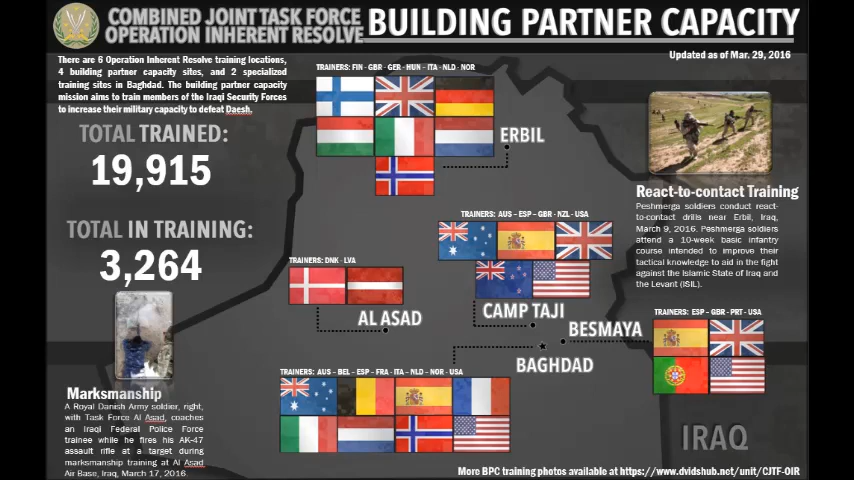 COMBINED JOINT TASK FORCE
OPERATION INHERENT RESOLVE
BUILDING PARTNER CAPACITY
Updated as of Mar. 29, 2016
There are 6 Operation Inherent Resolve training locations,
4 building partner capacity sites, and 2 specialized
training sites in Baghdad. The building partner capacity
mission aims to train members of the Iraqi Security Forces
to increase their military capacity to defeat Daesh.
TOTAL TRAINED:
19,915
TOTAL IN TRAINING:
3,264
TRAINERS: FIN - GBR - GER - HUN - ITA - NLD - NOR
ERBIL
React-to-contact Training
Peshmerga soldiers conduct react-
to-contact drills near Erbil, Iraq,
March 9, 2016. Peshmerga soldiers
attend a 10-week basic infantry
course intended to improve their
tactical knowledge to aid in the fight
against the Islamic State of Iraq and
the Levant (ISIL).
TRAINERS: AUS - ESP - GBR - NZL - USA
CAMP TAJI
TRAINERS: DNK - LVA
AL ASAD
TRAINERS: ESP - GBR - PRT - USA
BESMAYA
BAGHDAD
TRAINERS: AUS - BEL - ESP - FRA - ITA - NLD - NOR - USA
Marksmanship
A Royal Danish Army soldier, right,
with Task Force Al Asad, coaches
an Iraqi Federal Police Force
trainee while he fires his AK-47
assault rifle at a target during
marksmanship training at Al Asad
Air Base, Iraq, March 17, 2016.
IRAQ
More BPC training photos available at https://www.dvidshub.net/unit/CJTF-OIR